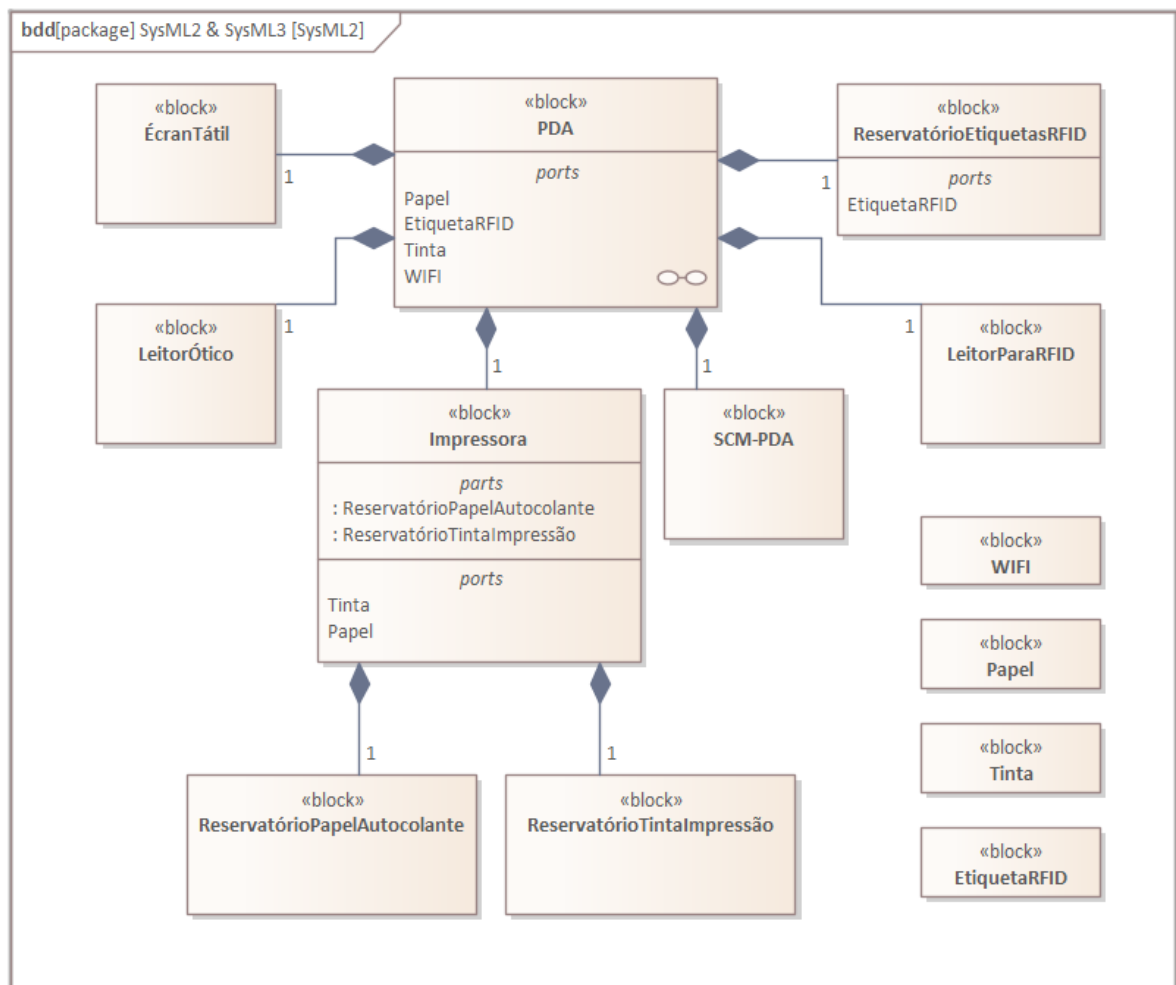 bdd[package] SysML2 & SysML3 [SysML2]
«block»
ÉcranTátil
1
«block»
PDA
ports
Papel
EtiquetaRFID
Tinta
WIFI
«block»
ReservatórioEtiquetasRFID
ports
EtiquetaRFID
1
«block»
LeitorÓtico
1
«block»
LeitorParaRFID
1
1
1
«block»
Impressora
parts
: ReservatórioPapelAutocolante
: ReservatórioTintaImpressão
ports
Tinta
Papel
«block»
SCM-PDA
«block»
WIFI
«block»
Papel
«block»
Tinta
«block»
EtiquetaRFID
1
1
«block»
ReservatórioPapelAutocolante
«block»
ReservatórioTintaImpressão